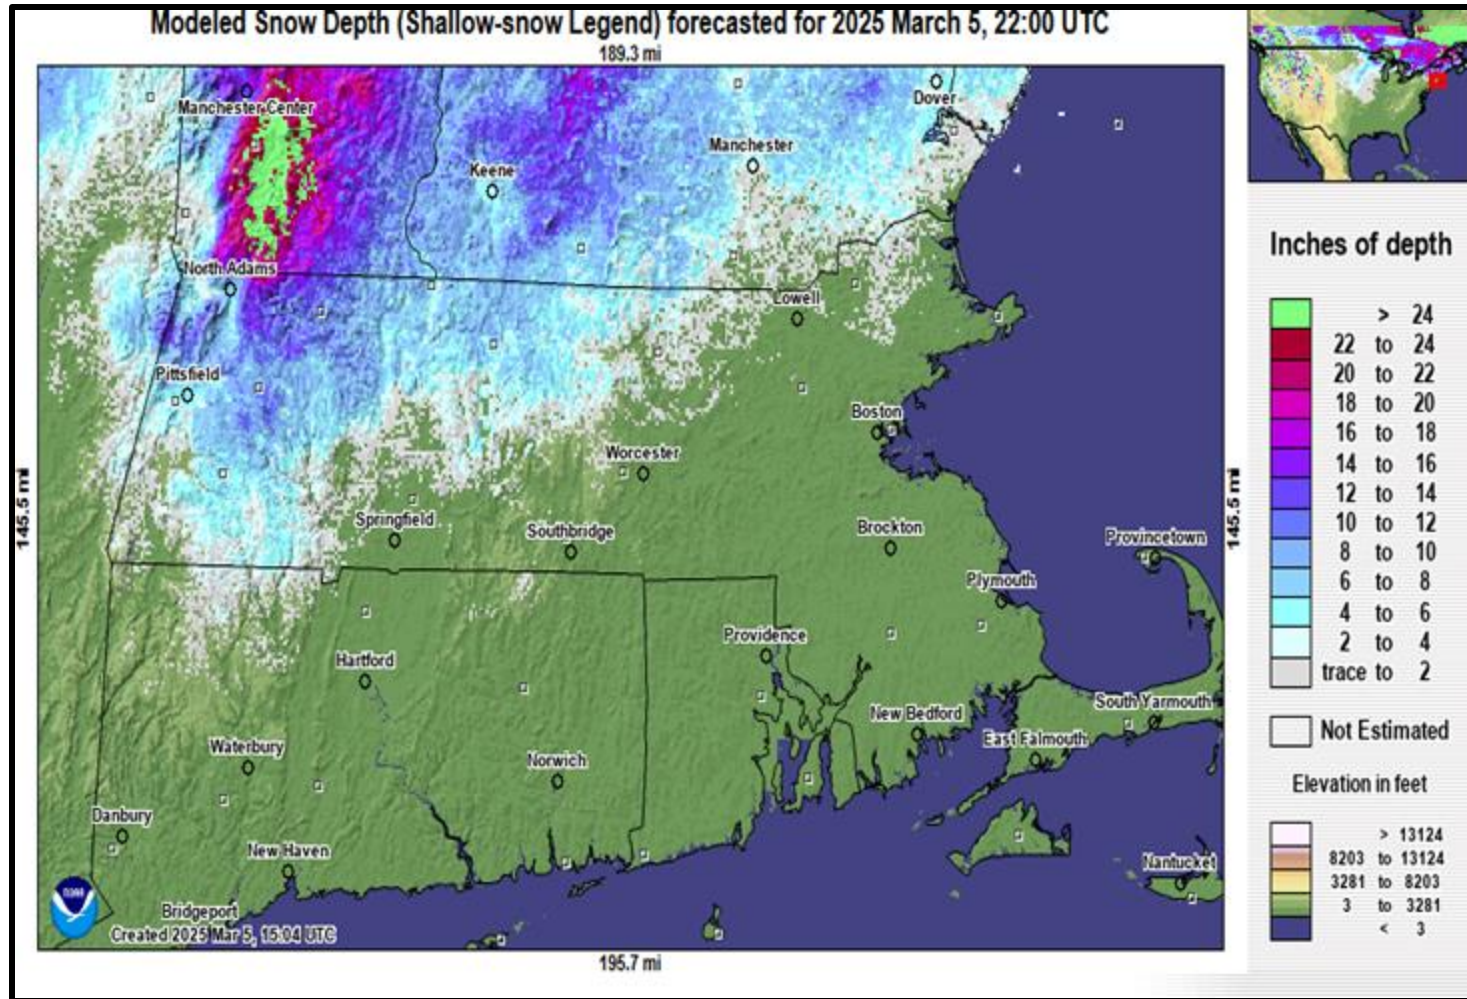 Modeled Snow Depth (Shallow-snow Legend) forecasted for 2025 March 5, 22:00 UTC
189.3 mi
Manchester Center
Dover
Manchester
Keene
North Adams
Lowell
Pittsfield
Boston
Worcester
145.5 mi
145.5 mi
Springfield
Southbridge
Brockton
Provincetown
Plymouth
Providence
Hartford
New Bedford
South Yarmouth
East Falmouth
Waterbury
Norwich
Danbury
New Haven
Nantucket
Bridgeport
NOAA
Created 2025 Mar 5, 15:04 UTC
195.7 mi
Inches of depth
> 24
22 to 24
20 to 22
18 to 20
16 to 18
14 to 16
12 to 14
10 to 12
8 to 10
6 to 8
4 to 6
2 to 4
trace to 2
Not Estimated
Elevation in feet
> 13124
8203 to 13124
3281 to 8203
3 to 3281
< 3